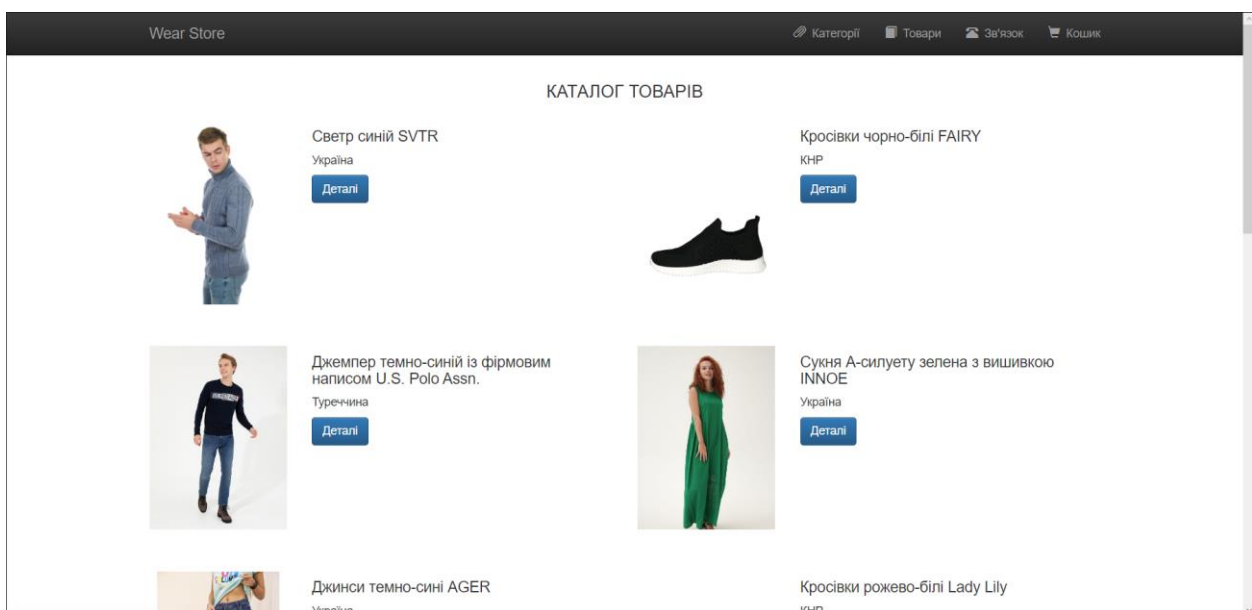 Wear Store
Категорії Товари Зв'язок Кошик
КАТАЛОГ ТОВАРІВ
Светр синій SVTR
Україна
Деталі
Кросівки чорно-білі FAIRY
КНР
Деталі
Джемпер темно-синій із фірмовим
написом U.S. Polo Assn.
Туреччина
Деталі
Сукня А-силуету зелена з вишивкою
INNOE
Україна
Деталі
Джинси темно-сині AGER
Україна
Кросівки рожево-білі Lady Lily
КНР